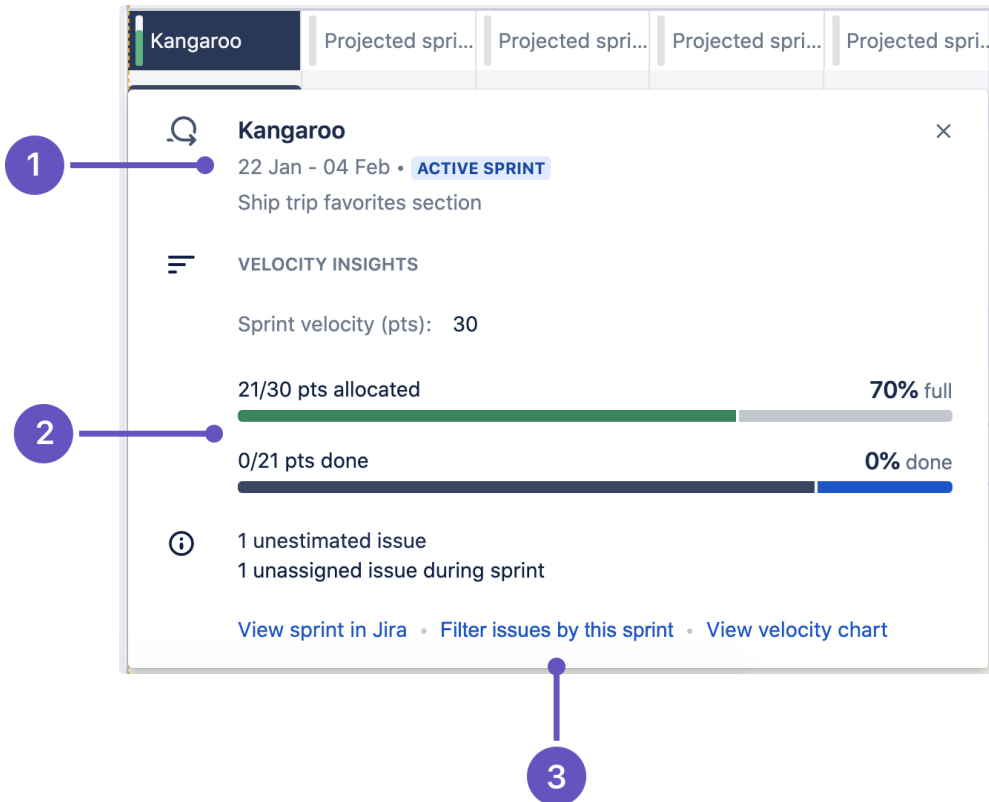 Kangaroo Projected spri... Projected spri... Projected spri... Projected spri...
Kangaroo
1
22 Jan - 04 Feb • ACTIVE SPRINT
Ship trip favorites section
VELOCITY INSIGHTS
Sprint velocity (pts): 30
21/30 pts allocated 70% full
2
0/21 pts done 0% done
1 unestimated issue
1 unassigned issue during sprint
View sprint in Jira • Filter issues by this sprint • View velocity chart
3